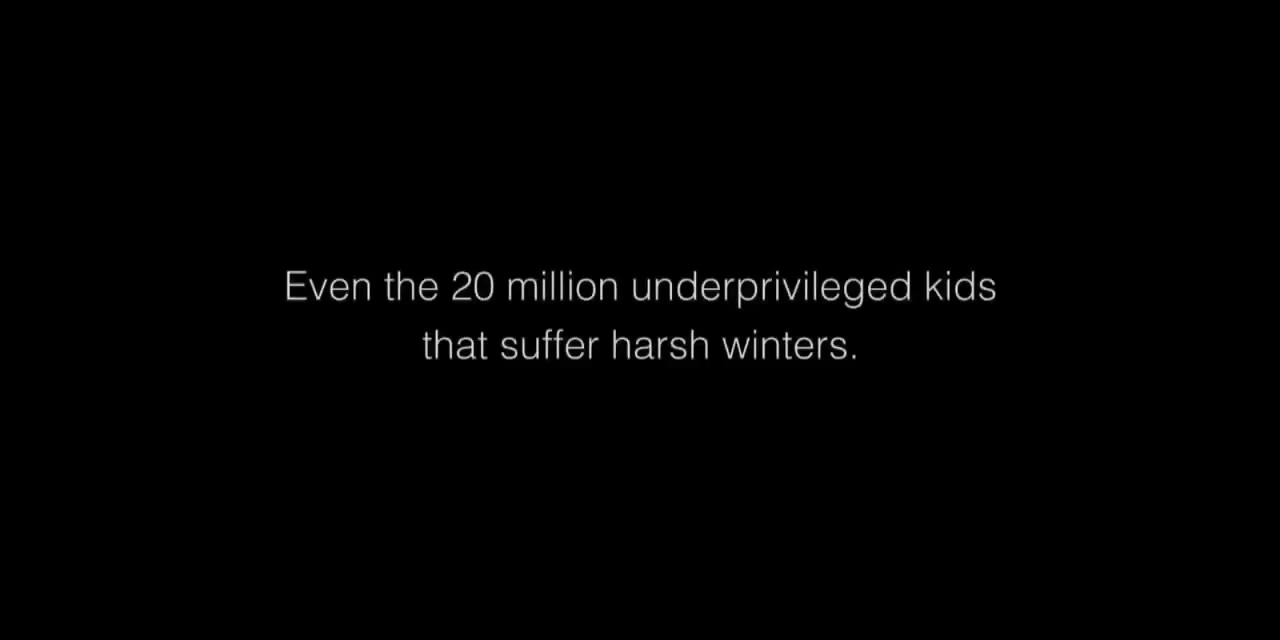 Even the 20 million underprivileged kids
that suffer harsh winters.